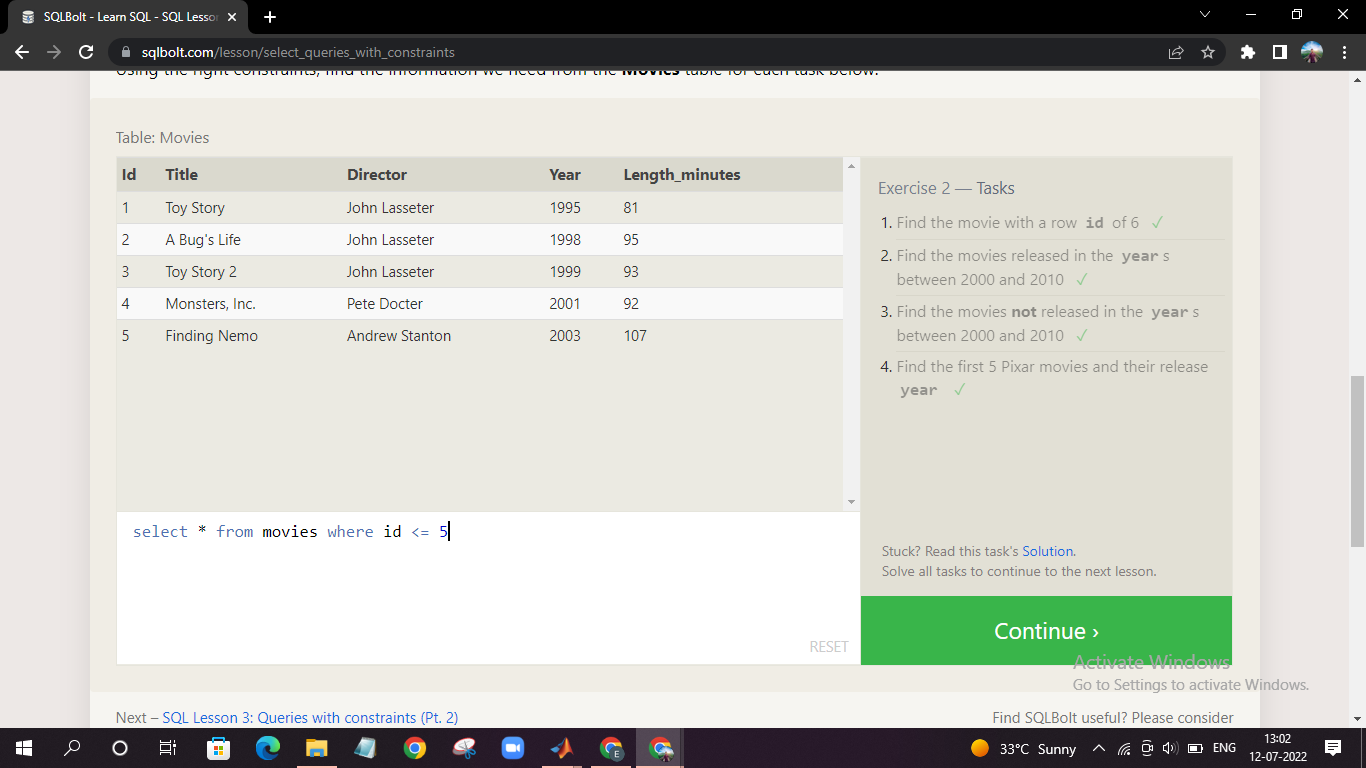 SQLBolt - Learn SQL - SQL Lesson
sqlbolt.com/lesson/select_queries_with_constraints
Using the right constraints, find the information we need from the Movies table for each task below.
Table: Movies
Id Title Director Year Length_minutes
1 Toy Story John Lasseter 1995 81
2 A Bug's Life John Lasseter 1998 95
3 Toy Story 2 John Lasseter 1999 93
4 Monsters, Inc. Pete Docter 2001 92
5 Finding Nemo Andrew Stanton 2003 107
select * from movies where id <= 5
RESET
Exercise 2 — Tasks
1. Find the movie with a row id of 6 ✓
2. Find the movies released in the year s
between 2000 and 2010 ✓
3. Find the movies not released in the year s
between 2000 and 2010 ✓
4. Find the first 5 Pixar movies and their release
year ✓
Stuck? Read this task's Solution.
Solve all tasks to continue to the next lesson.
Continue ›
Activate Windows
Go to Settings to activate Windows.
Next – SQL Lesson 3: Queries with constraints (Pt. 2)
Find SQLBolt useful? Please consider
33°C Sunny
ENG
13:02
12-07-2022